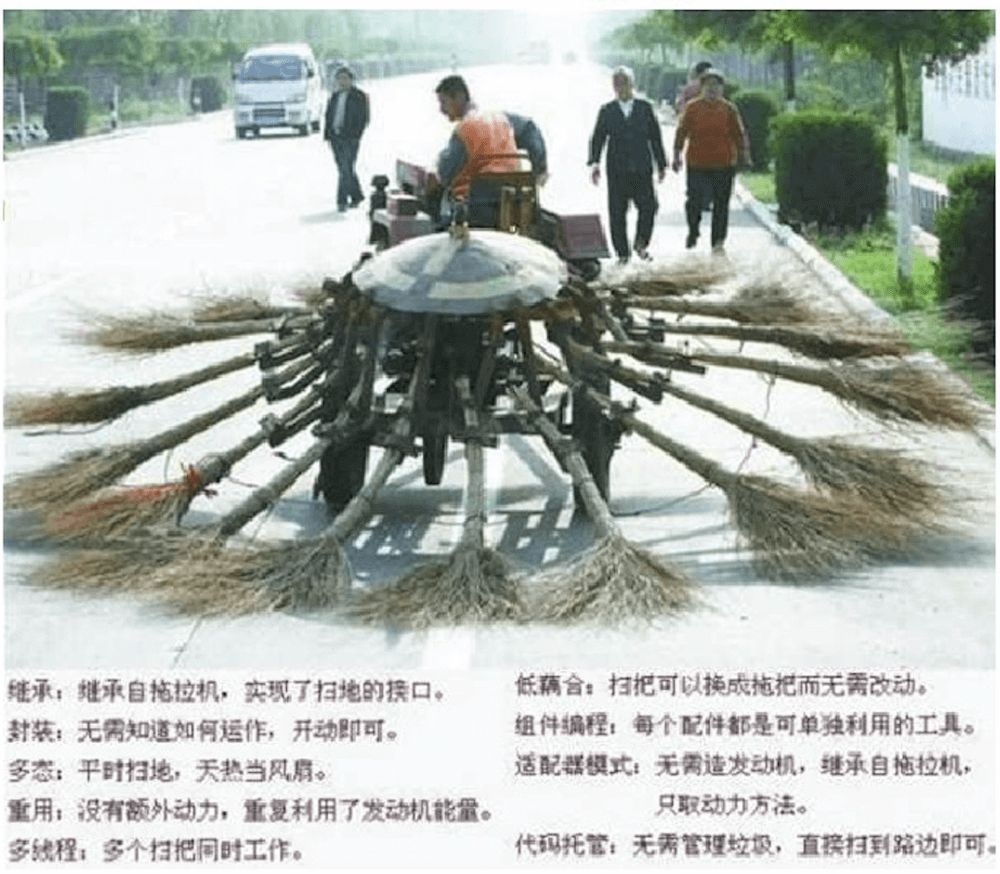 继承：继承自拖拉机，实现了扫地的接口。
封装：无需知道如何运作，开动即可。
多态：平时扫地，天热当风扇。
重用：没有额外动力，重复利用了发动机能量。
多线程：多个扫把同时工作。
低耦合：扫把可以换成拖把而无需改动。
组件编程：每个配件都是可单独利用的工具。
适配器模式：无需造发动机，继承自拖拉机，
只取动力方法。
代码托管：无需管理垃圾，直接扫到路边即可。